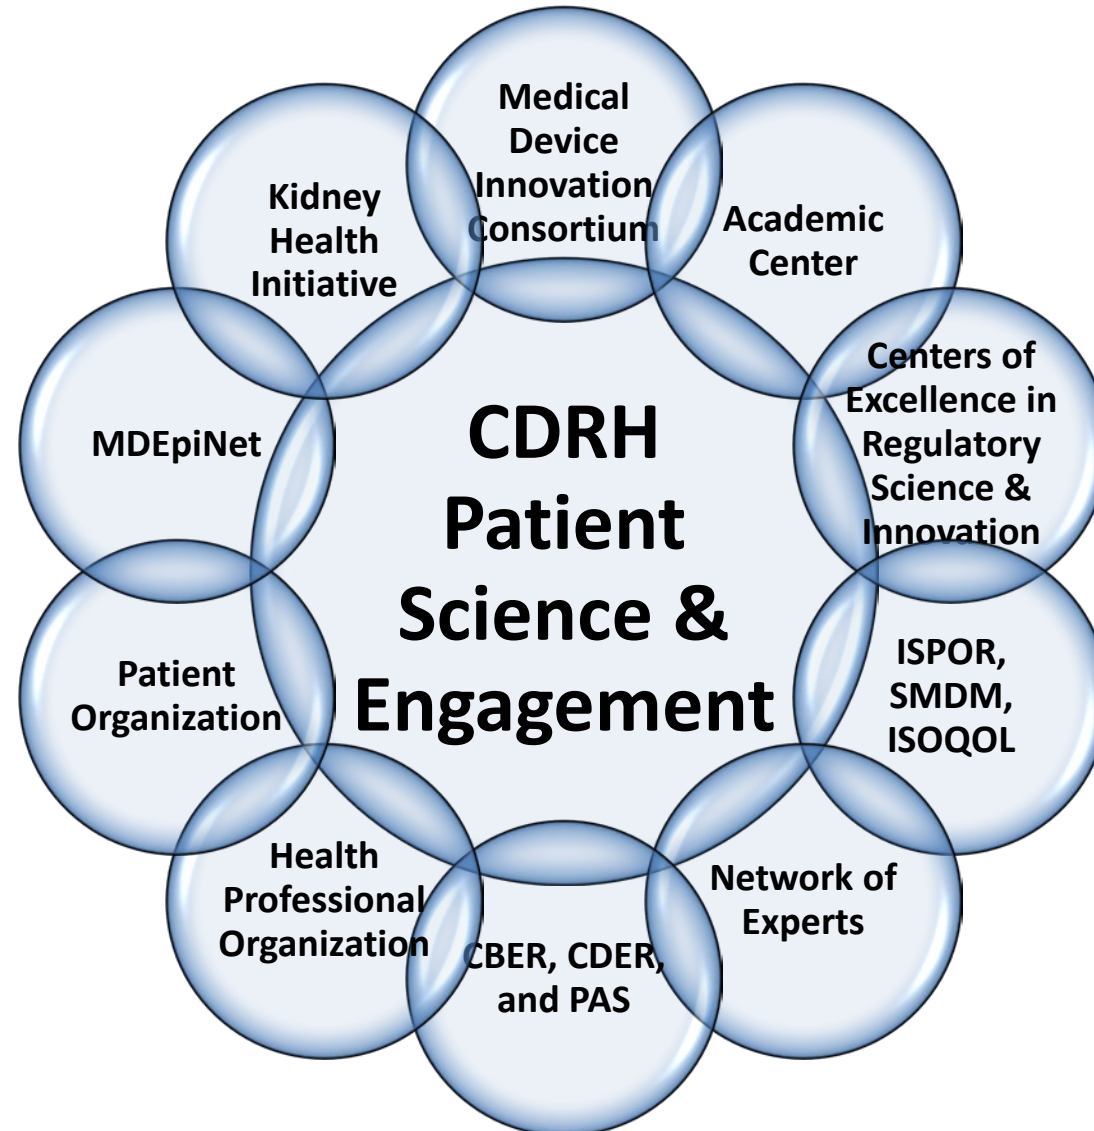 Medical
Device
Innovation
Consortium
Academic
Center
Centers of
Excellence in
Regulatory
Science &
Innovation
ISPOR,
SMDM,
ISOQOL
Network of
Experts
CBER, CDER,
and PAS
Health
Professional
Organization
Patient
Organization
MDEpiNet
Kidney
Health
Initiative
CDRH
Patient
Science &
Engagement